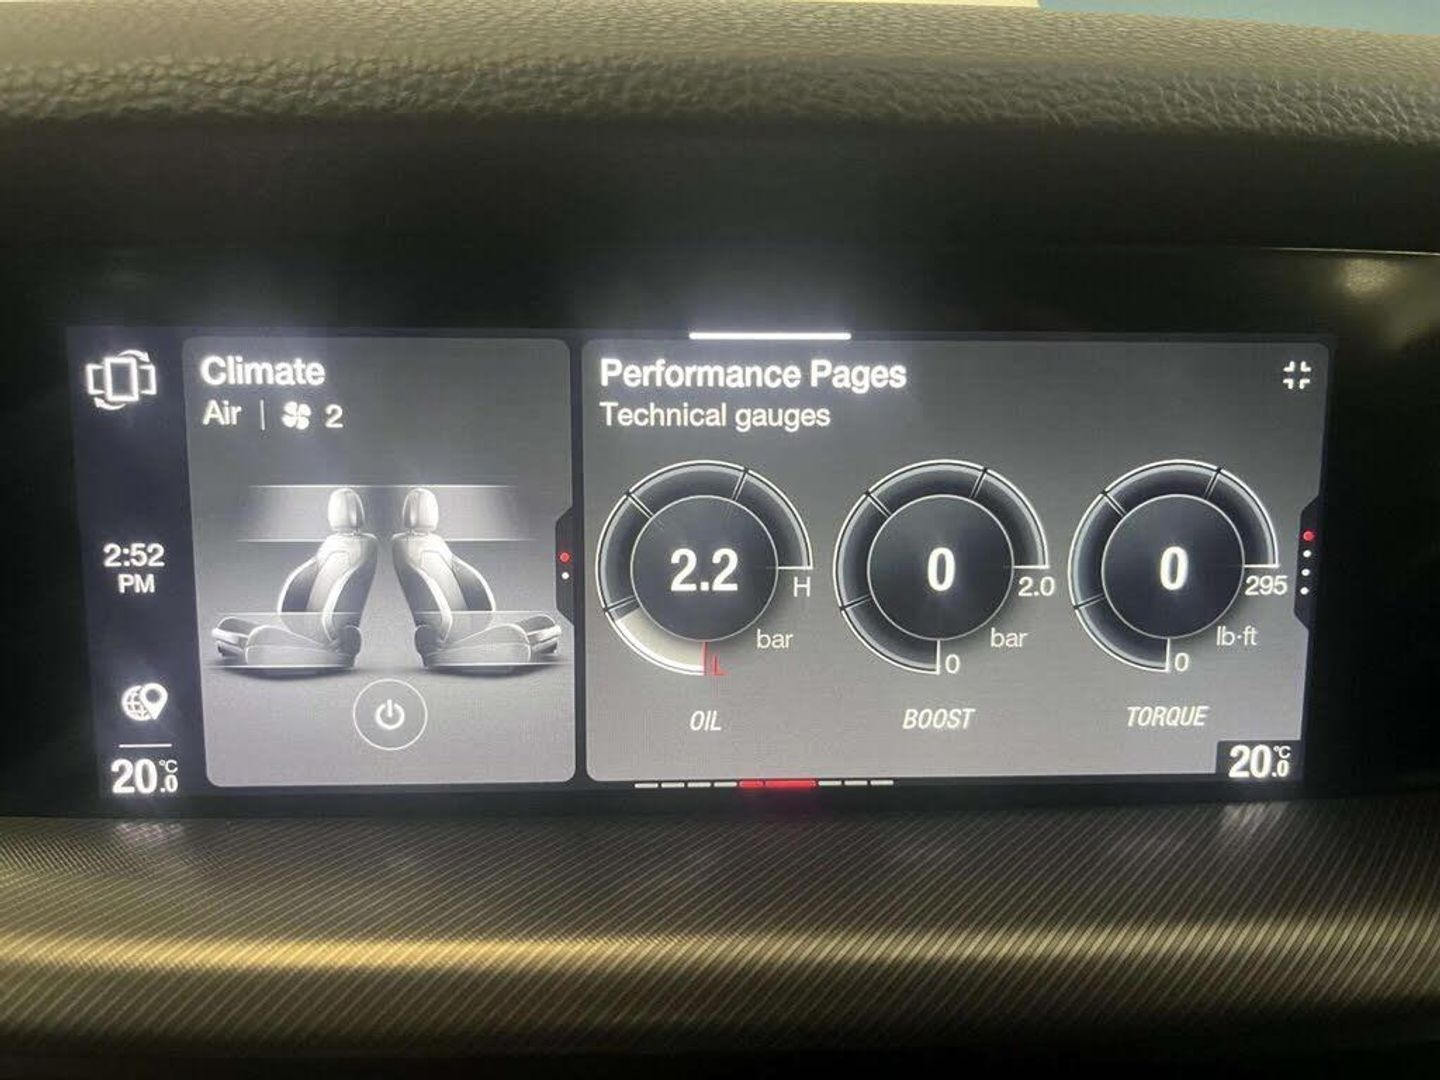 Climate
Air | 2
2:52
PM
20.0 °C
Performance Pages
Technical gauges
2.2
H
L
bar
OIL
0
2.0
0
bar
BOOST
0
295
0
lb·ft
TORQUE
20.0 °C